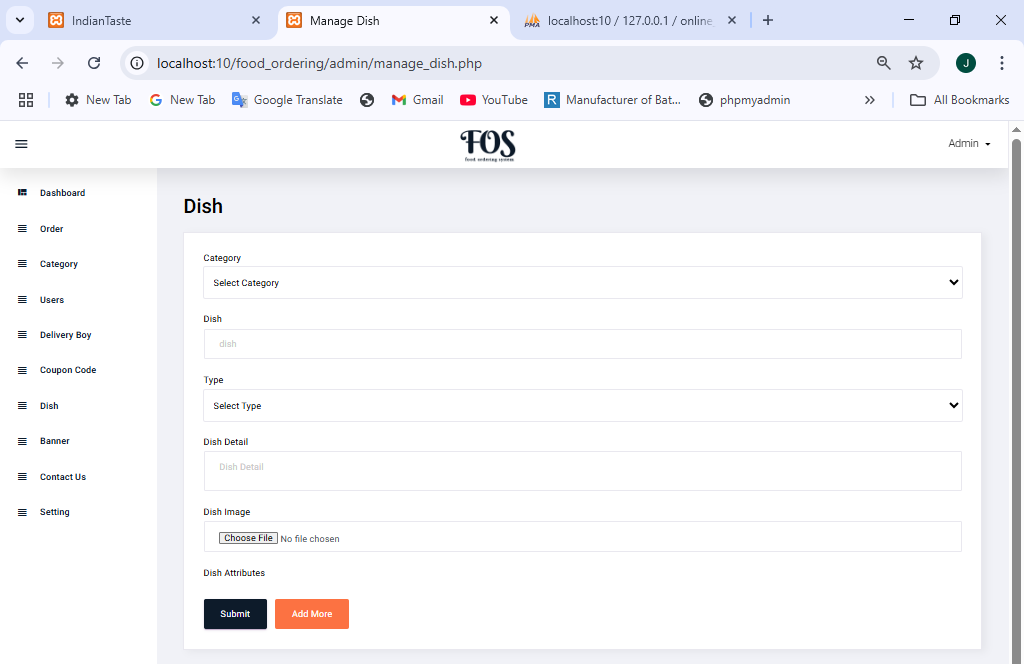 IndianTaste
Manage Dish
localhost:10 / 127.0.0.1 / online_
localhost:10/food_ordering/admin/manage_dish.php
J
New Tab
New Tab
Google Translate
Gmail
YouTube
R Manufacturer of Bat...
phpmyadmin
All Bookmarks
FOS
food ordering system
Admin
Dashboard
Order
Category
Users
Delivery Boy
Coupon Code
Dish
Banner
Contact Us
Setting
Dish
Category
Select Category
Dish
dish
Type
Select Type
Dish Detail
Dish Detail
Dish Image
Choose File No file chosen
Dish Attributes
Submit Add More